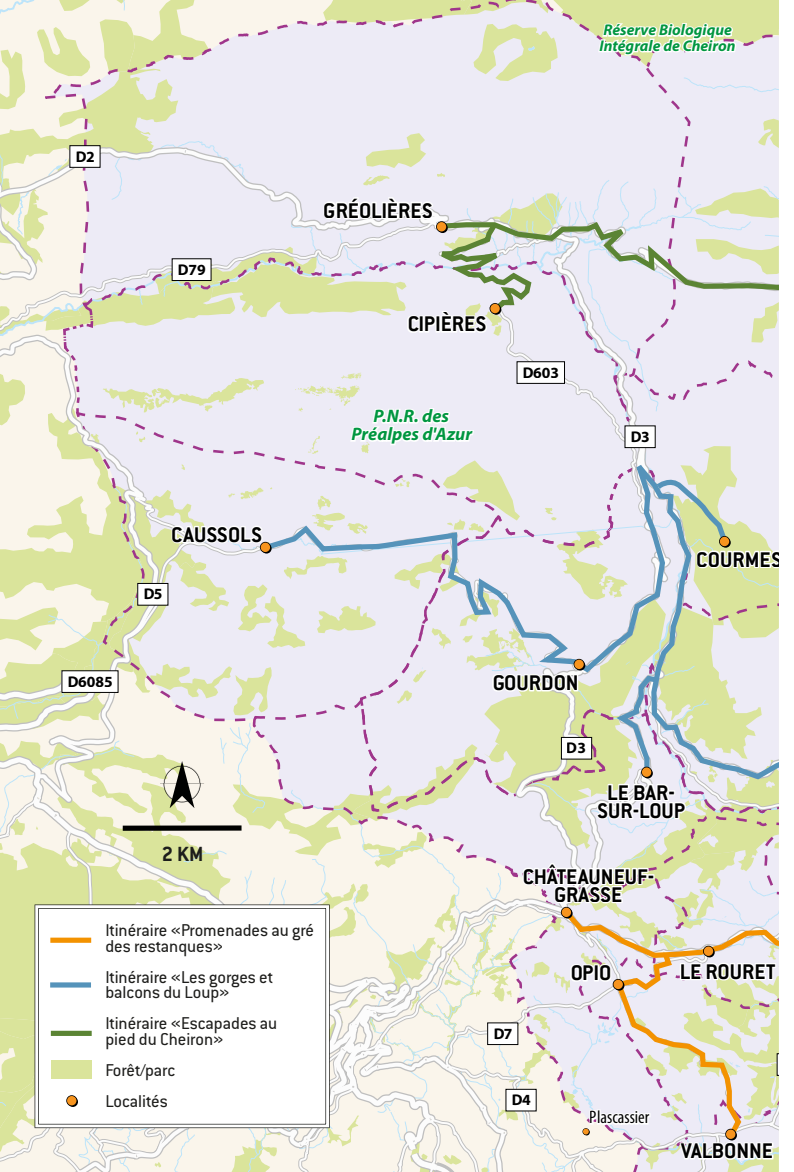 Réserve Biologique
Intégrale de Cheiron
D2
GRÉOLIÈRES
D79
CIPIÈRES
D603
P.N.R. des
Préalpes d'Azur
D3
CAUSSOLS
COURMES
D5
D6085
GOURDON
D3
LE BAR-
SUR-LOUP
2 KM
CHÂTEAUNEUF-
GRASSE
Itinéraire «Promenades au gré
des restanques»
Itinéraire «Les gorges et
balcons du Loup»
Itinéraire «Escapades au
pied du Cheiron»
Forêt/parc
Localités
OPIO
LE ROURET
D7
D4
Plascassier
VALBONNE